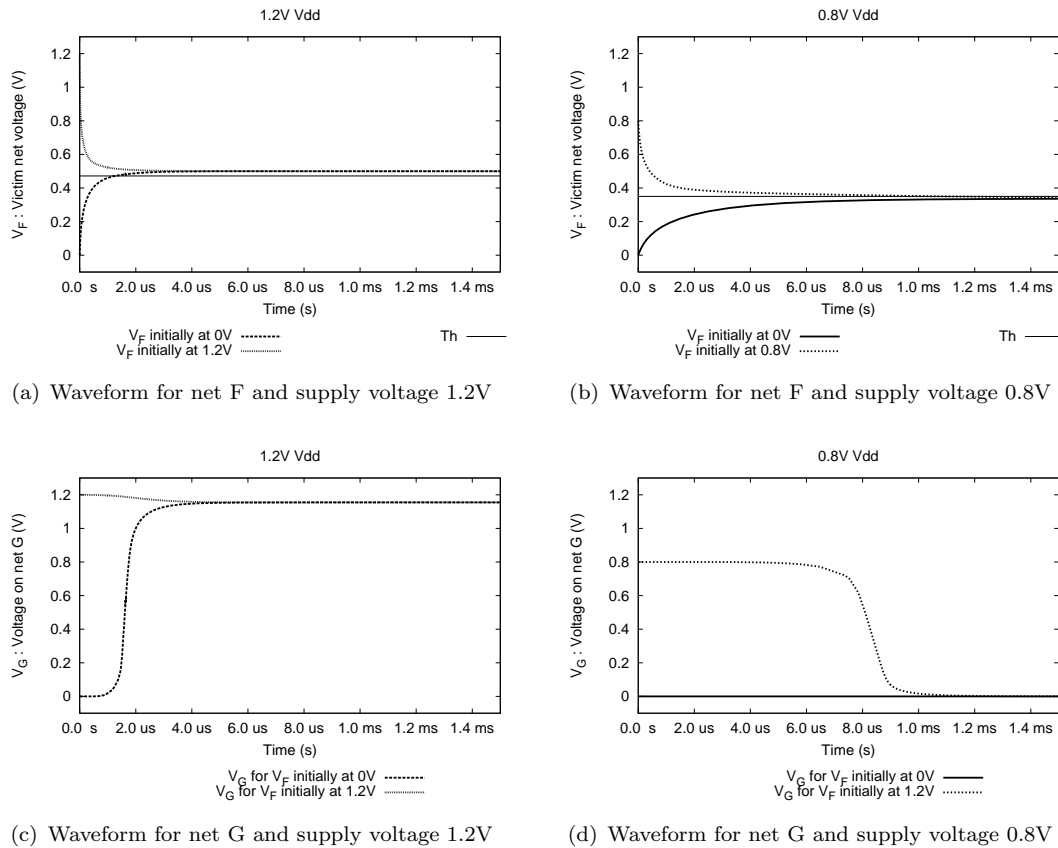 1.2V Vdd
V_F : Victim net voltage (V)
1.2
1
0.8
0.6
0.4
0.2
0
0.0 s 2.0 us 4.0 us 6.0 us 8.0 us 1.0 ms 1.2 ms 1.4 ms
Time (s)
V_F initially at 0V
V_F initially at 1.2V
Th
(a) Waveform for net F and supply voltage 1.2V
0.8V Vdd
V_F : Victim net voltage (V)
1.2
1
0.8
0.6
0.4
0.2
0
0.0 s 2.0 us 4.0 us 6.0 us 8.0 us 1.0 ms 1.2 ms 1.4 ms
Time (s)
V_F initially at 0V
V_F initially at 0.8V
Th
(b) Waveform for net F and supply voltage 0.8V
1.2V Vdd
V_G : Voltage on net G (V)
1.2
1
0.8
0.6
0.4
0.2
0
0.0 s 2.0 us 4.0 us 6.0 us 8.0 us 1.0 ms 1.2 ms 1.4 ms
Time (s)
V_G for V_F initially at 0V
V_G for V_F initially at 1.2V
(c) Waveform for net G and supply voltage 1.2V
0.8V Vdd
V_G : Voltage on net G (V)
1.2
1
0.8
0.6
0.4
0.2
0
0.0 s 2.0 us 4.0 us 6.0 us 8.0 us 1.0 ms 1.2 ms 1.4 ms
Time (s)
V_G for V_F initially at 0V
V_G for V_F initially at 1.2V
(d) Waveform for net G and supply voltage 0.8V